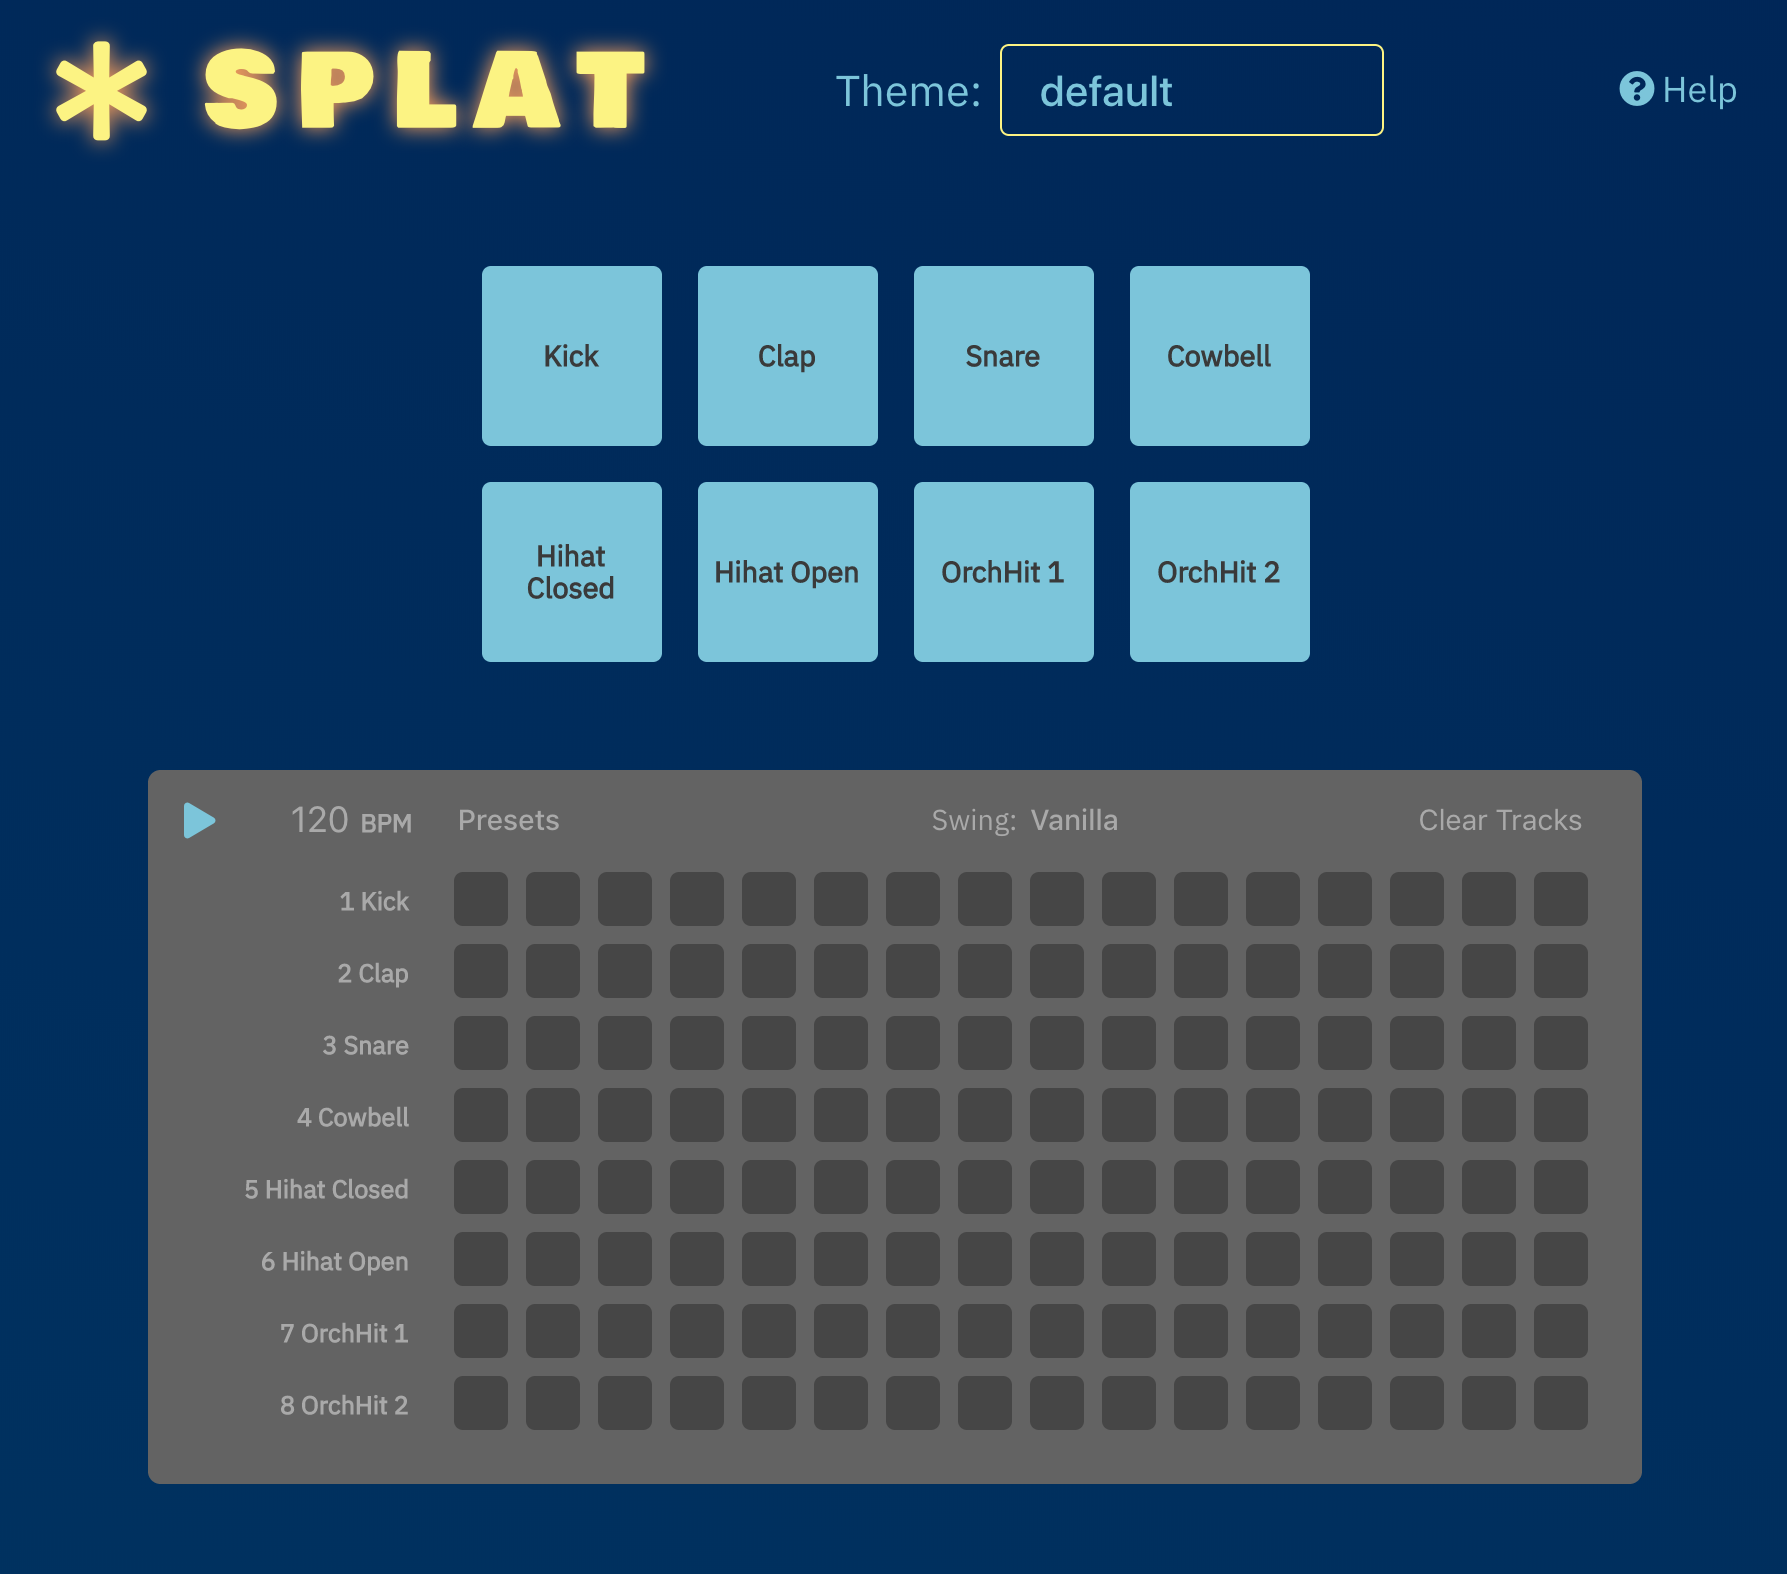 * SPLAT
Theme: default
Help
Kick
Clap
Snare
Cowbell
Hihat
Closed
Hihat Open
OrchHit 1
OrchHit 2
120 BPM
Presets
Swing: Vanilla
Clear Tracks
1 Kick
2 Clap
3 Snare
4 Cowbell
5 Hihat Closed
6 Hihat Open
7 OrchHit 1
8 OrchHit 2